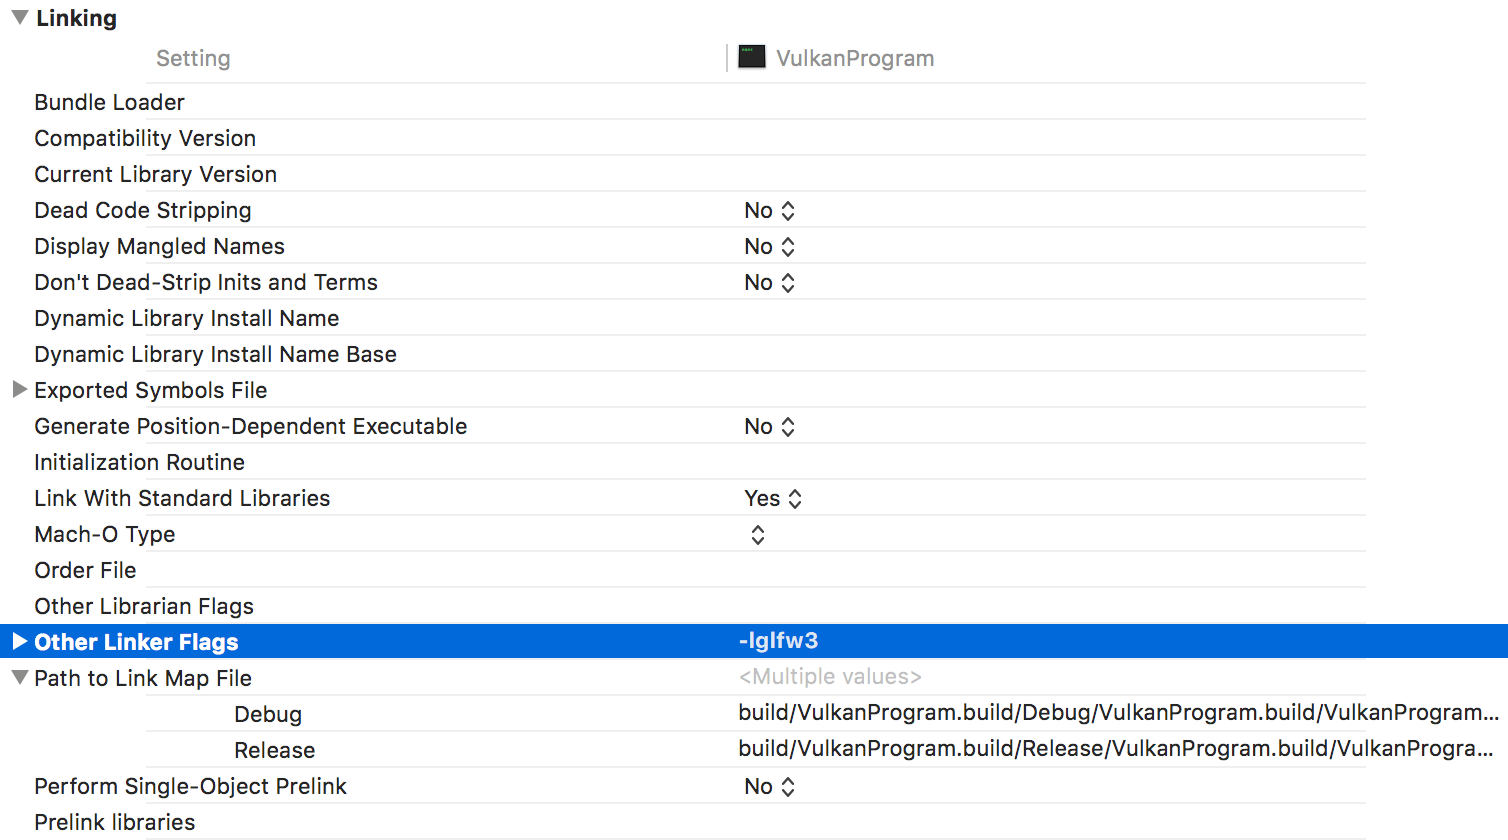 Linking
Setting VulkanProgram
Bundle Loader
Compatibility Version
Current Library Version
Dead Code Stripping No
Display Mangled Names No
Don't Dead-Strip Inits and Terms No
Dynamic Library Install Name
Dynamic Library Install Name Base
Exported Symbols File
Generate Position-Dependent Executable No
Initialization Routine
Link With Standard Libraries Yes
Mach-O Type
Order File
Other Librarian Flags
Other Linker Flags -lglfw3
Path to Link Map File <Multiple values>
Debug build/VulkanProgram.build/Debug/VulkanProgram.build/VulkanProgram...
Release build/VulkanProgram.build/Release/VulkanProgram.build/VulkanProgra...
Perform Single-Object Prelink No
Prelink libraries